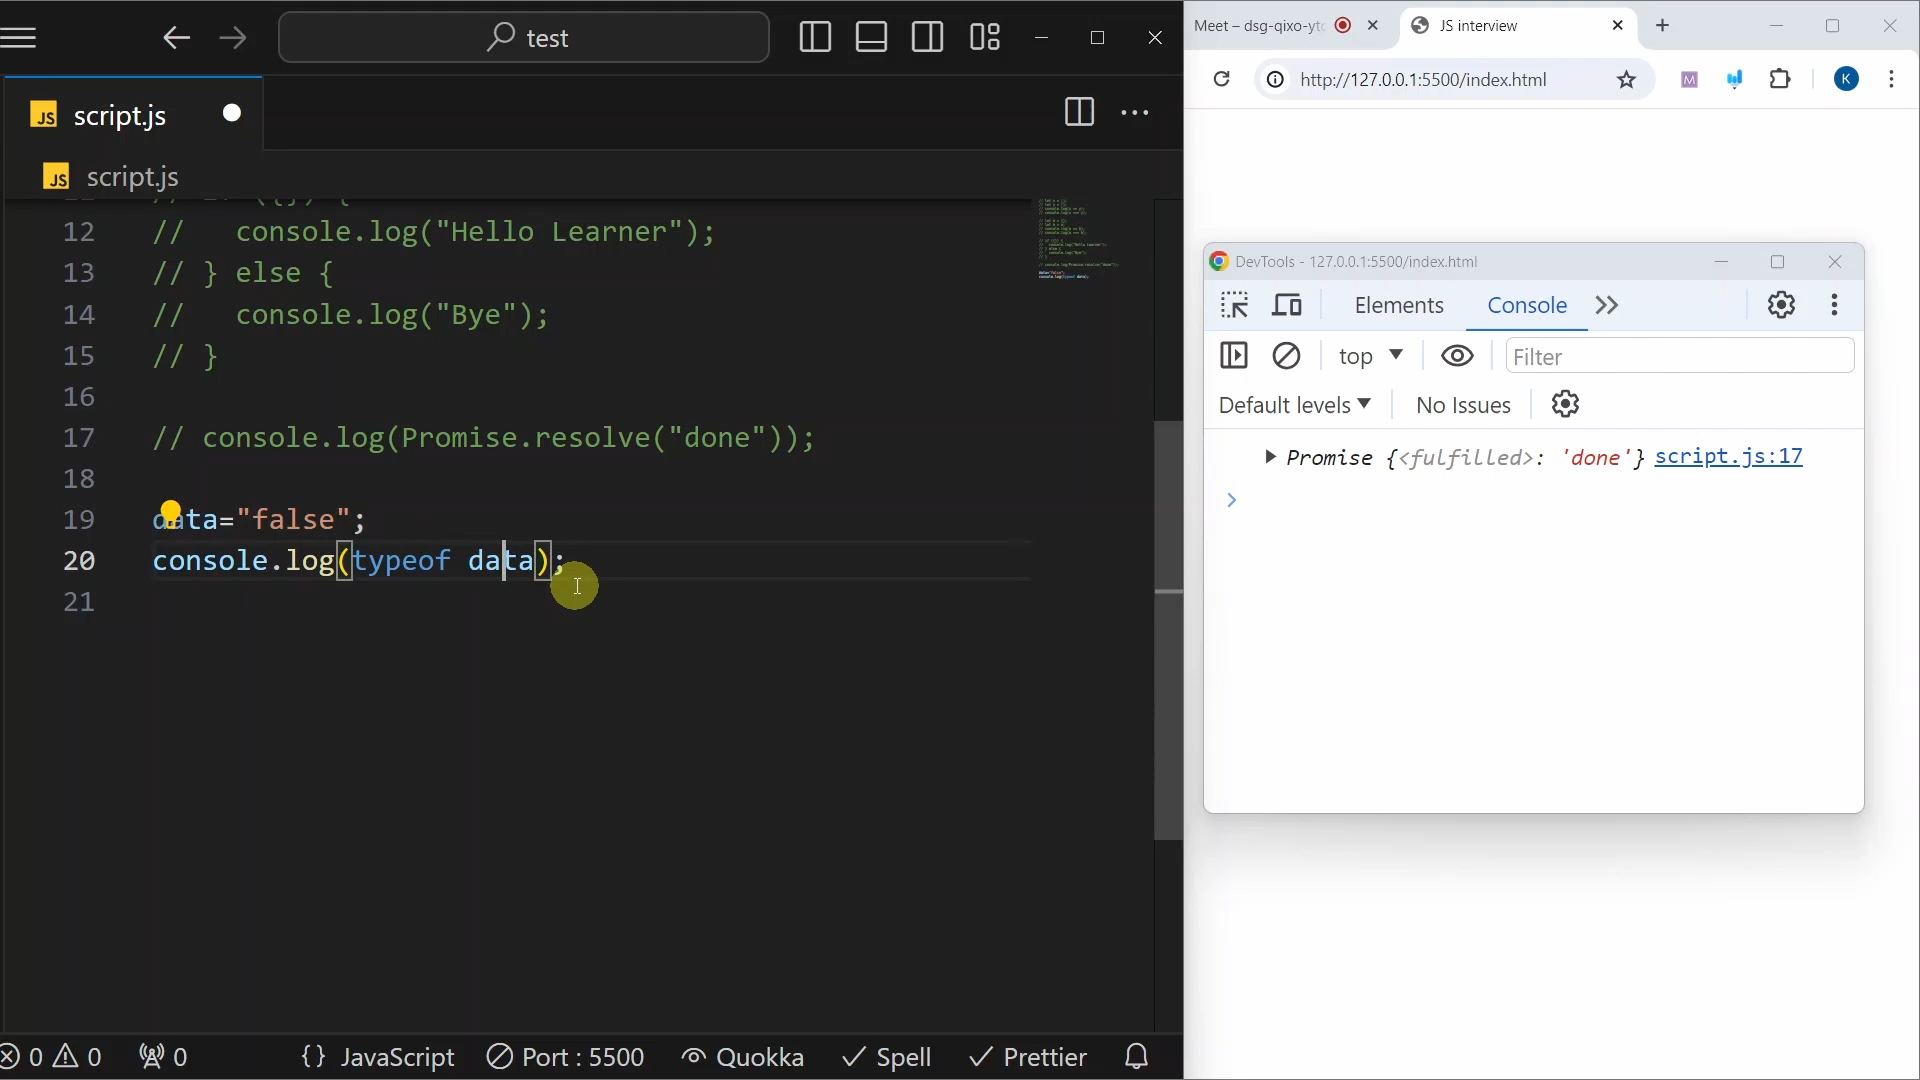 test
script.js
script.js
12 // console.log("Hello Learner");
13 // } else {
14 // console.log("Bye");
15 // }
16
17 // console.log(Promise.resolve("done"));
18
19 data="false";
20 console.log(typeof data);
21
0 0 0 {} JavaScript Port : 5500 Quokka Spell Prettier
Meet – dsg-qixo-ytc JS interview
http://127.0.0.1:5500/index.html K
DevTools - 127.0.0.1:5500/index.html
Elements Console
top Filter
Default levels No Issues
Promise {<fulfilled>: 'done'} script.js:17